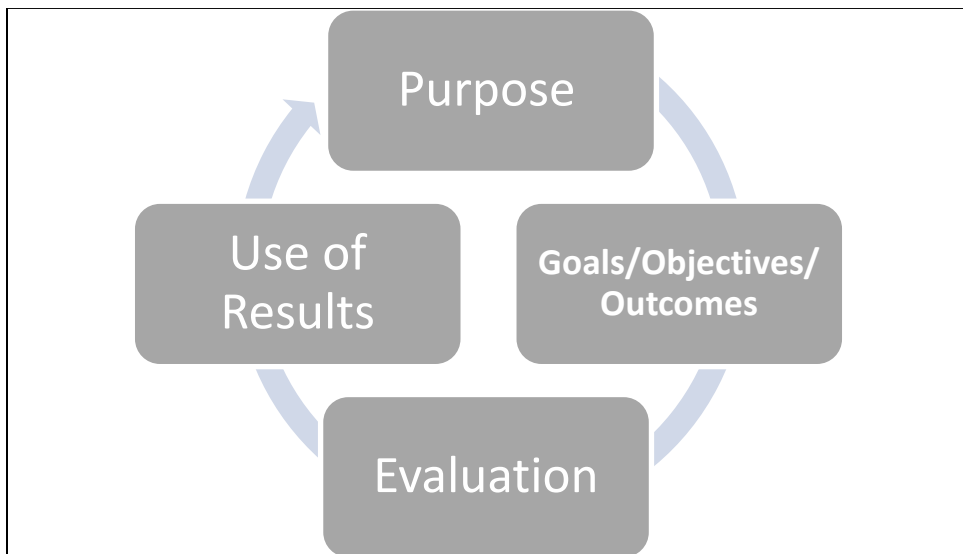 Purpose
Goals/Objectives/
Outcomes
Evaluation
Use of
Results